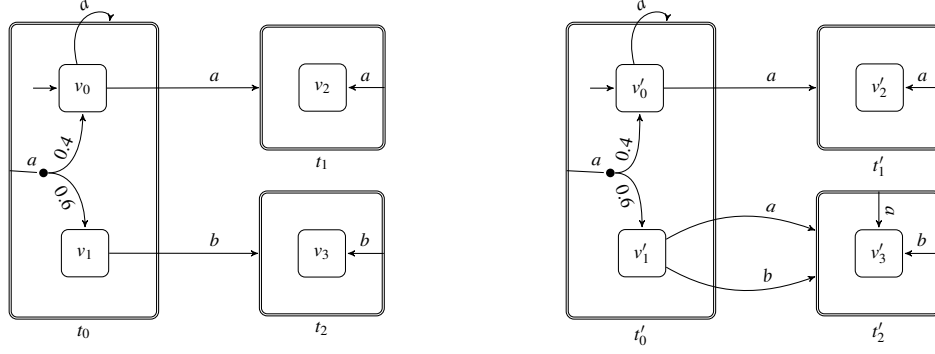 a
v₀
a
v₂
a
0.4
a
t₁
0.6
v₁
b
v₃
b
t₀
t₂
a
v′₀
a
v′₂
a
0.4
a
t′₁
0.6
a
a
v′₁
b
v′₃
b
t′₀
t′₂